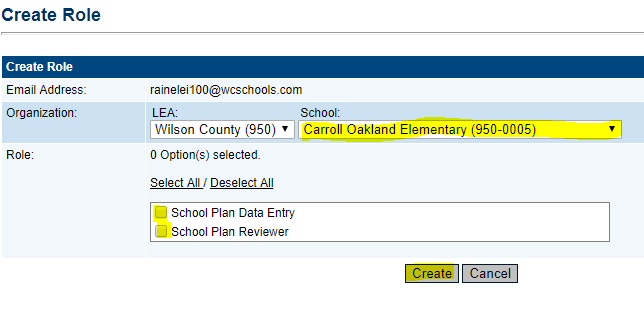 Create Role
Create Role
Email Address: rainelei100@wcschools.com
Organization: LEA: School:
Wilson County (950) Carroll Oakland Elementary (950-0005)
Role: 0 Option(s) selected.
Select All / Deselect All
School Plan Data Entry
School Plan Reviewer
Create Cancel